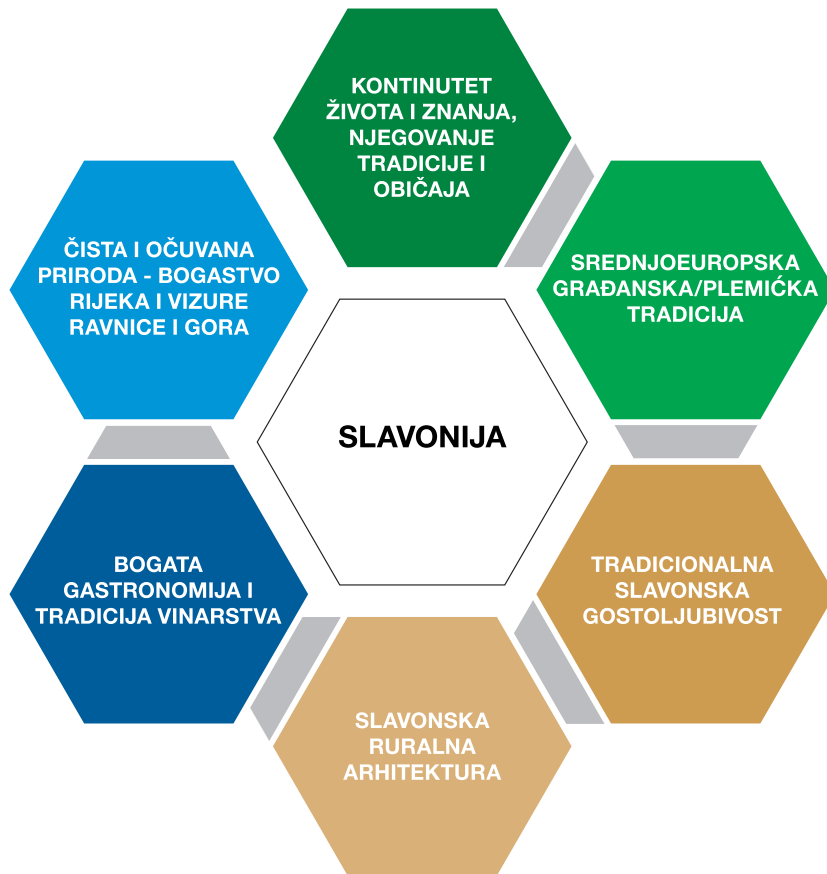 KONTINUTET
ŽIVOTA I ZNANJA,
NJEGOVANJE
TRADICIJE I
OBIČAJA
SREDNJOEUROPSKA
GRAĐANSKA/PLEMIĆKA
TRADICIJA
TRADICIONALNA
SLAVONSKA
GOSTOLJUBIVOST
SLAVONSKA
RURALNA
ARHITEKTURA
BOGATA
GASTRONOMIJA I
TRADICIJA VINARSTVA
ČISTA I OČUVANA
PRIRODA - BOGASTVO
RIJEKA I VIZURE
RAVNICE I GORA
SLAVONIJA